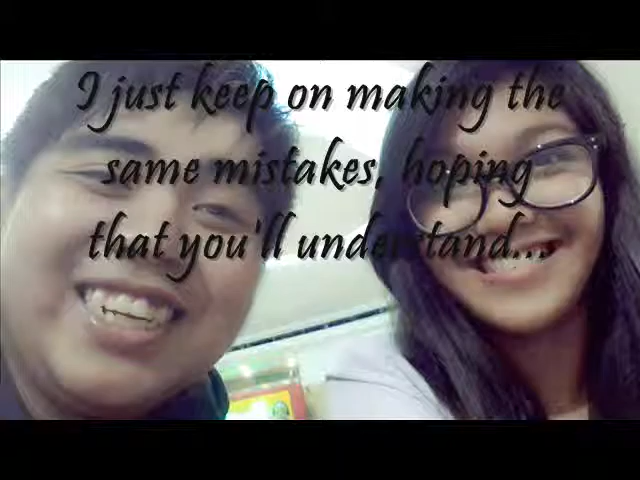 I just keep on making the
same mistakes, hoping
that you'll understand...